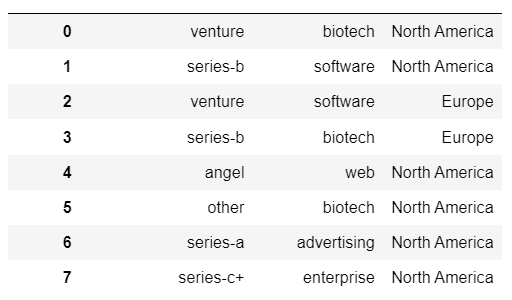 0 venture biotech North America
1 series-b software North America
2 venture software Europe
3 series-b biotech Europe
4 angel web North America
5 other biotech North America
6 series-a advertising North America
7 series-c+ enterprise North America